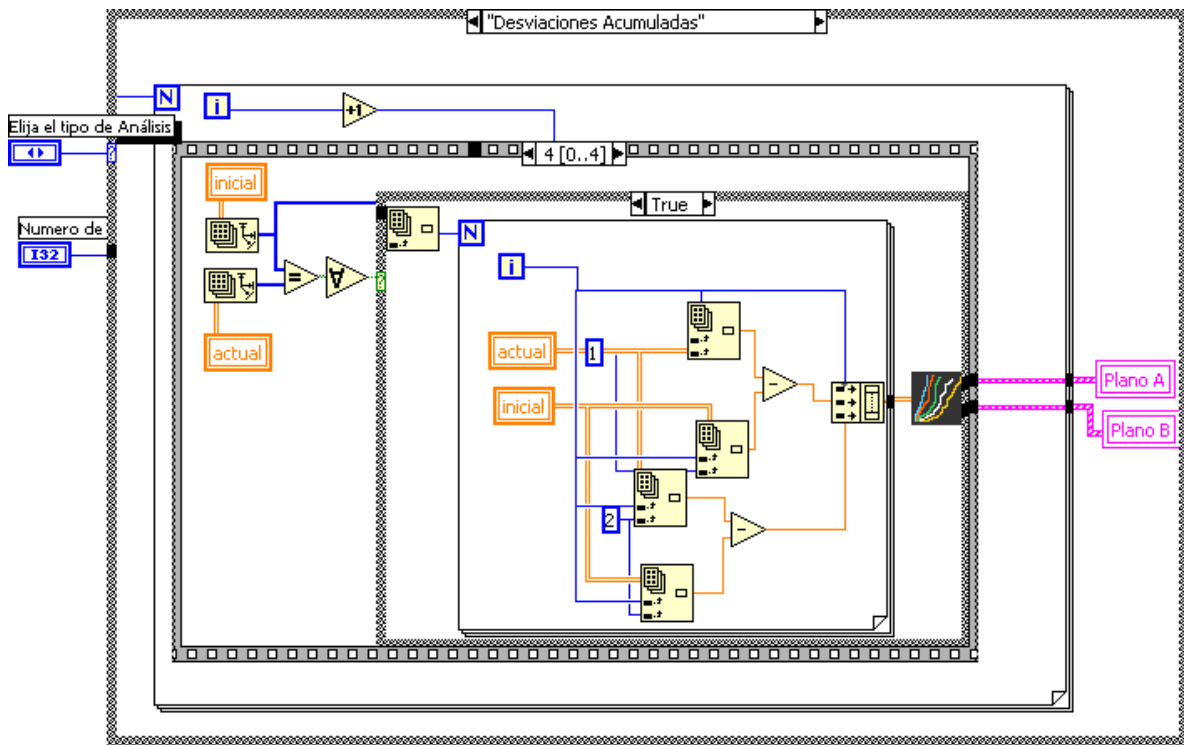 "Desviaciones Acumuladas"
N
i
+1
Elija el tipo de Análisis
?
4 [0..4]
inicial
True
Numero de
I32
N
i
=
∀
?
actual
actual
1
Plano A
inicial
-
Plano B
2
-